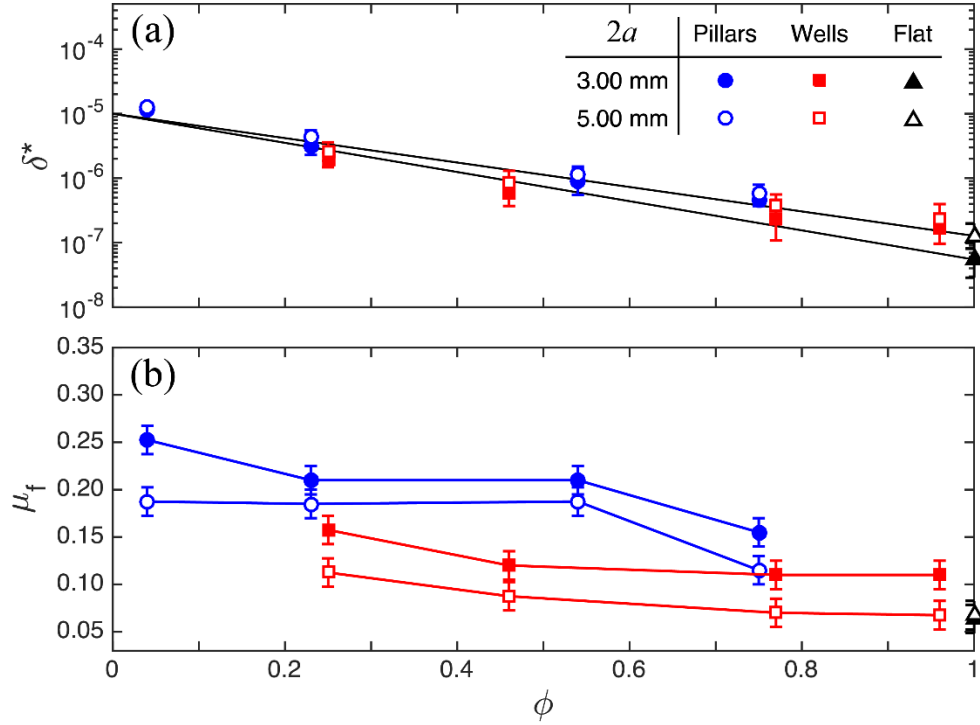 (a)
10⁻⁴
10⁻⁵
10⁻⁶
10⁻⁷
10⁻⁸
δ*
2a Pillars Wells Flat
3.00 mm
5.00 mm
(b)
0.35
0.30
0.25
0.20
0.15
0.10
0.05
μf
0 0.2 0.4 0.6 0.8 1
ϕ